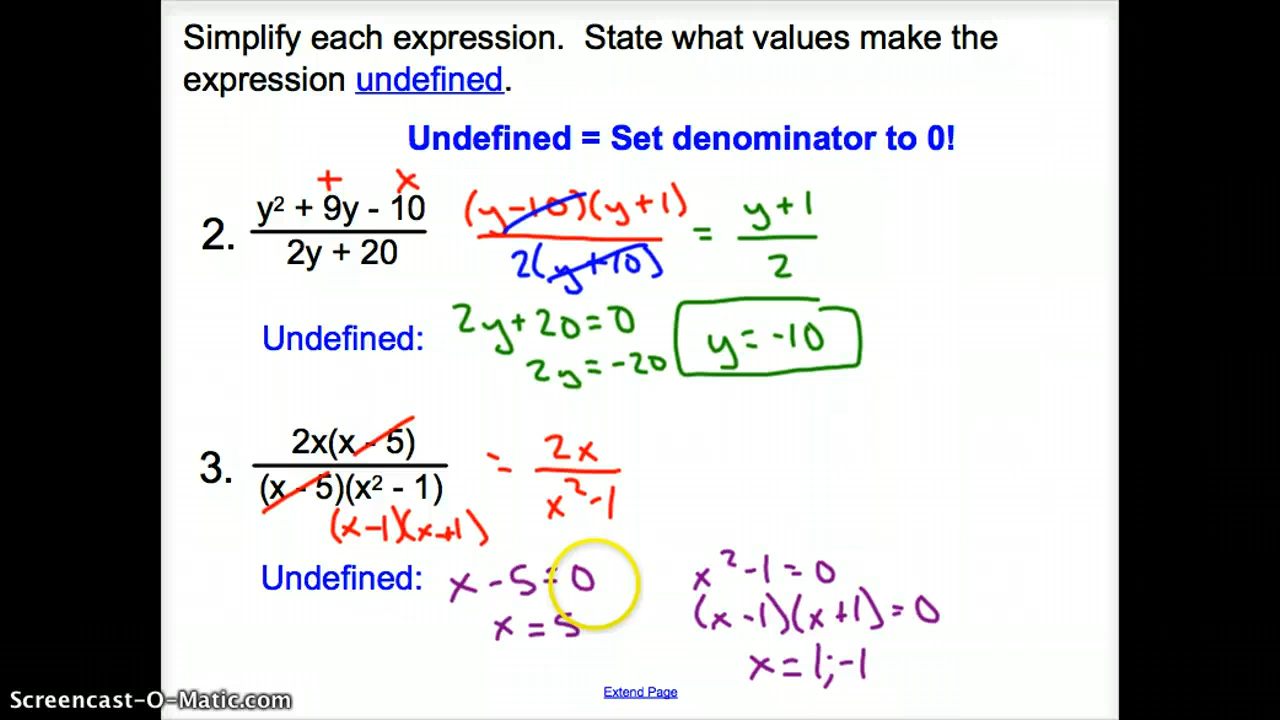 Simplify each expression. State what values make the
expression undefined.
Undefined = Set denominator to 0!
+ x
2. y² + 9y - 10 / 2y + 20 (y-10)(y+1) / 2(y+10) = y+1 / 2
Undefined: 2y+20=0
2y=-20
y=-10
3. 2x(x - 5) / (x - 5)(x² - 1) = 2x / x²-1
(x-1)(x+1)
Undefined: x-5=0
x=5
x²-1=0
(x-1)(x+1)=0
x=1;-1
Extend Page
Screencast-O-Matic.com